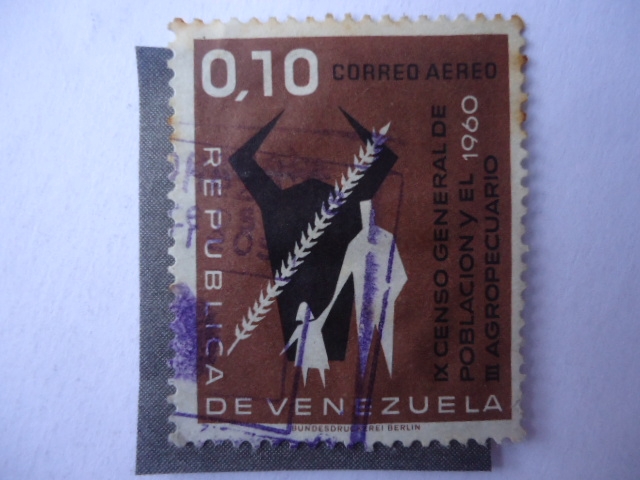 0,10 CORREO AEREO
REPUBLICA
DE VENEZUELA
IX CENSO GENERAL DE
POBLACION Y EL 1960
III AGROPECUARIO
BUNDESDRUCKEREI BERLIN